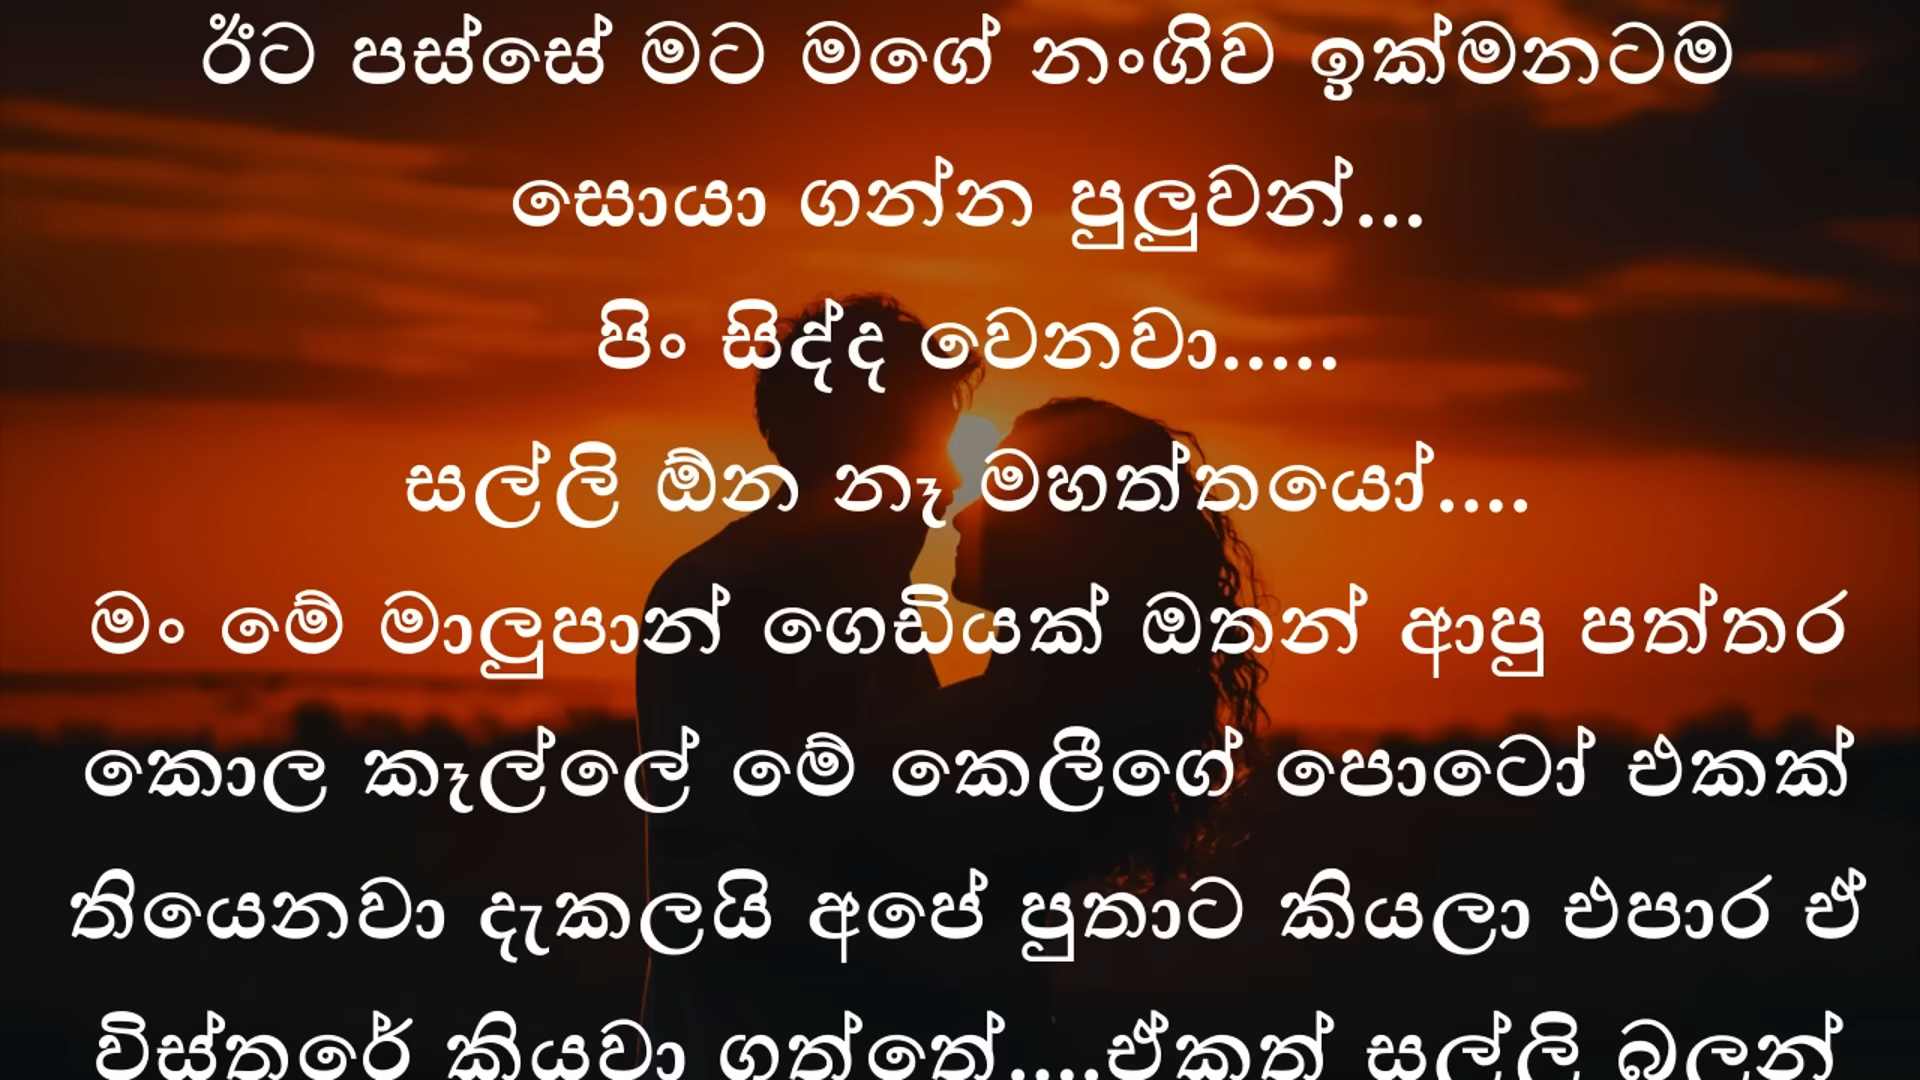 ඊට පස්සේ මට මගේ නංගිව ඉක්මනටම
සොයා ගන්න පුලුවන්...
පිං සිද්ද වෙනවා.....
සල්ලි ඕන නෑ මහත්තයෝ....
මං මේ මාලුපාන් ගෙඩියක් ඔතන් ආපු පත්තර
කොල කෑල්ලේ මේ කෙලීගේ පොටෝ එකක්
තියෙනවා දැකලයි අපේ පුතාට කියලා එපාර ඒ
විස්තරේ කියවා ගත්තේ....ඒකත් සල්ලි බලන්